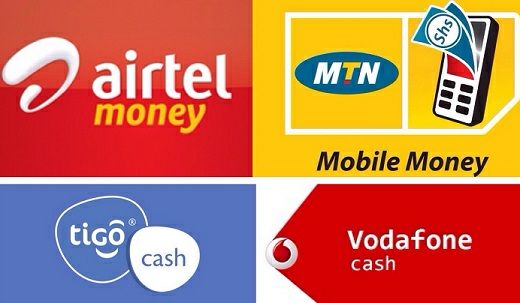 airtel
money
MTN
Shs
Mobile Money
tigo®
cash
Vodafone
cash